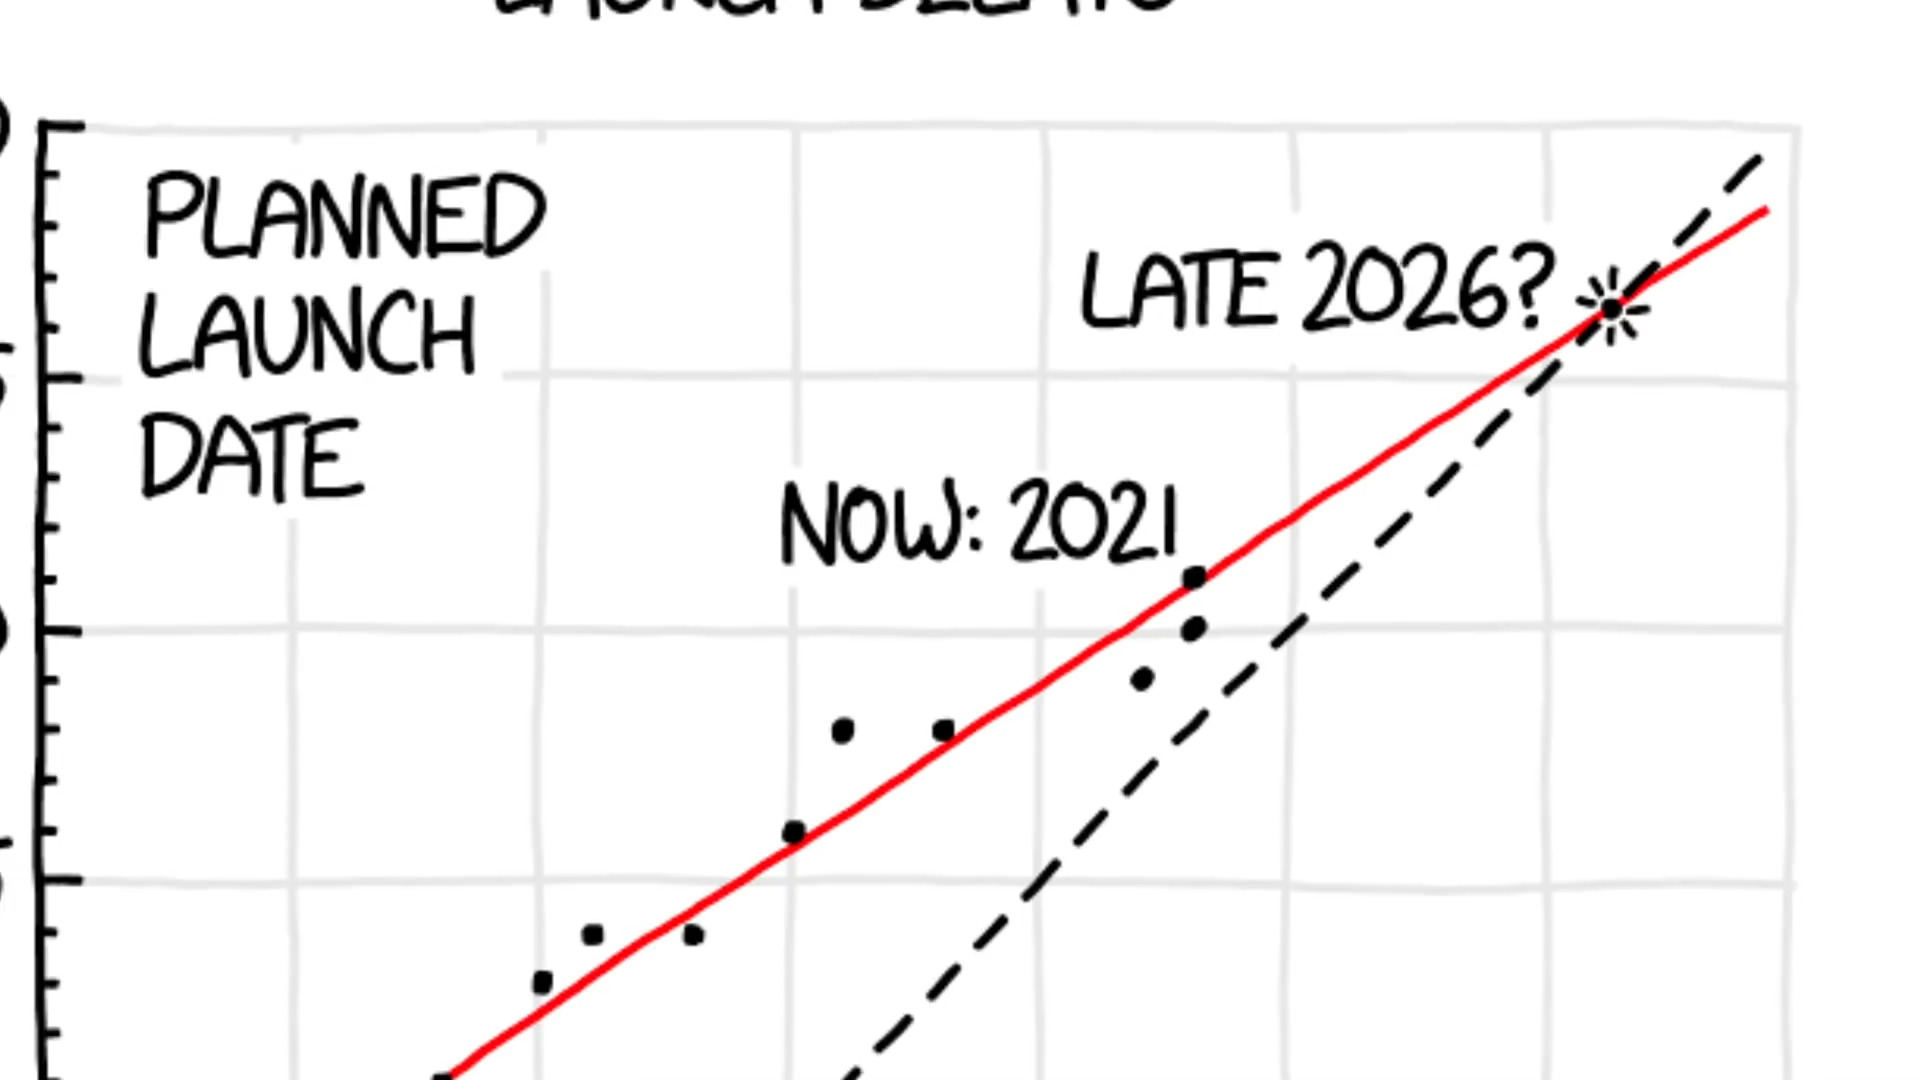 PLANNED
LAUNCH
DATE
LATE 2026?
NOW: 2021